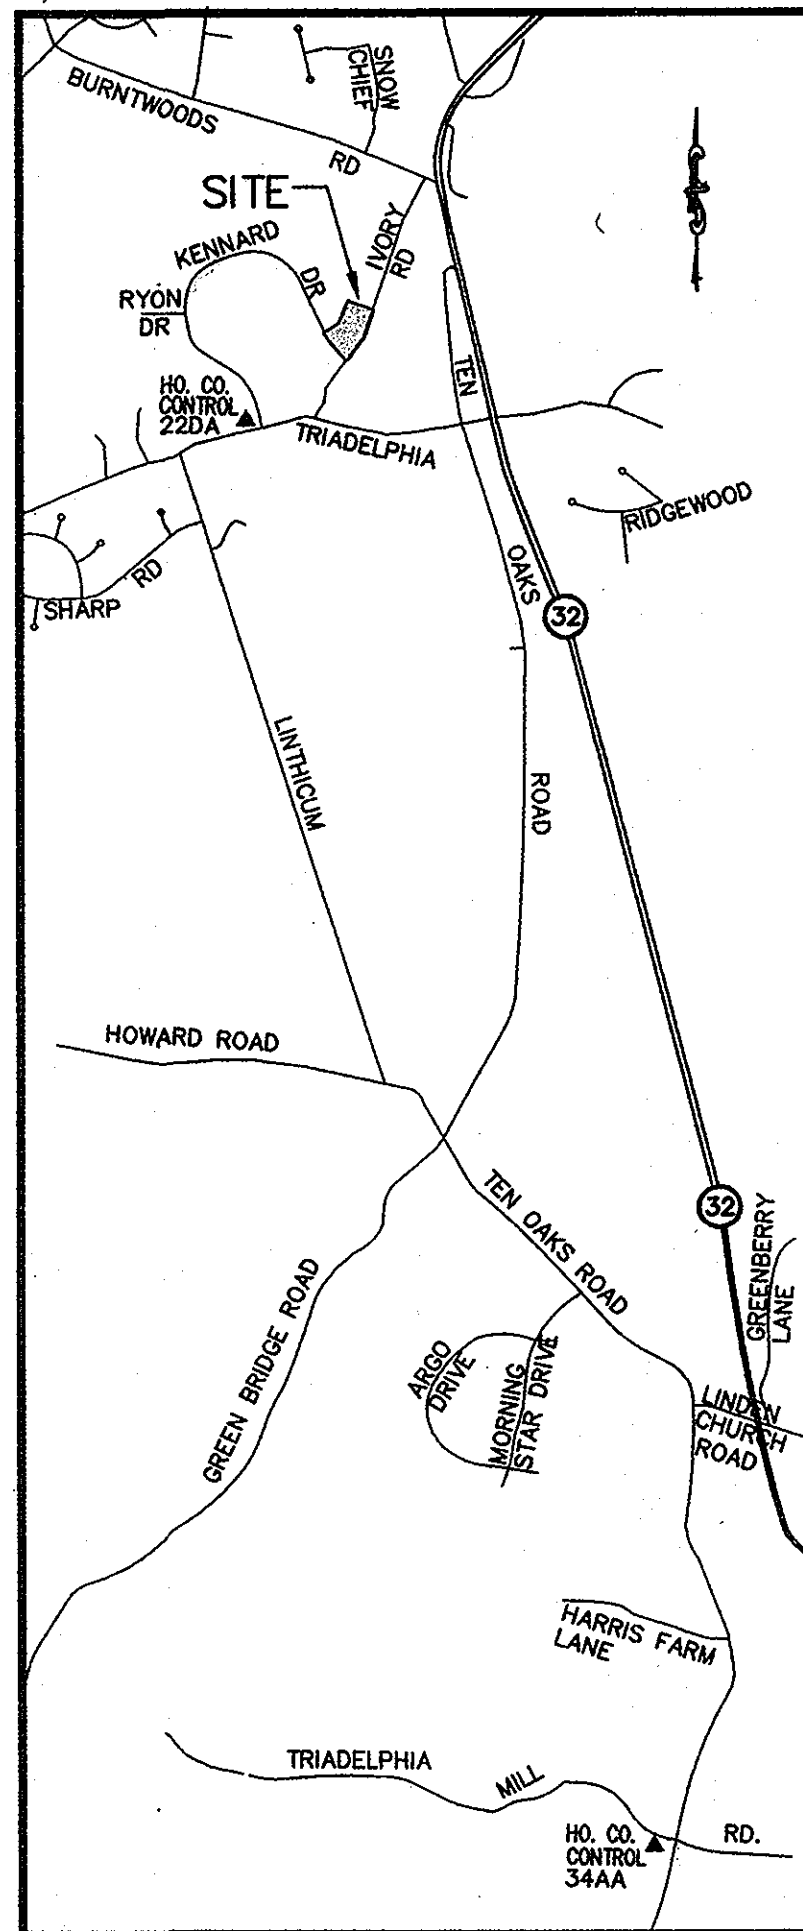 SNOW
CHIEF
BURNTWOODS
RD
SITE
IVORY
RD
KENNARD
DR
RYON
DR
TEN
HO. CO.
CONTROL
22DA
TRIADELPHIA
RIDGEWOOD
OAKS
RD
SHARP
32
LINTHICUM
ROAD
HOWARD ROAD
TEN OAKS ROAD
32
GREENBERRY
LANE
GREEN BRIDGE ROAD
ARGO
DRIVE
MORNING
STAR DRIVE
LINDEN
CHURCH
ROAD
HARRIS FARM
LANE
TRIADELPHIA
MILL
RD.
HO. CO.
CONTROL
34AA